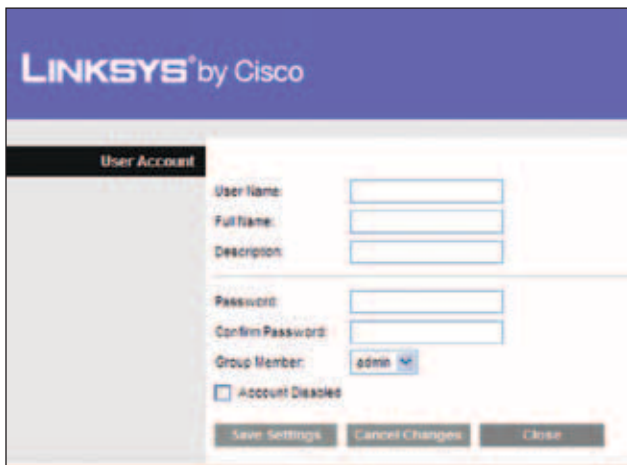 LINKSYS® by Cisco
User Account
User Name:
Full Name:
Description:
Password:
Confirm Password:
Group Member: admin
Account Disabled
Save Settings Cancel Changes Close